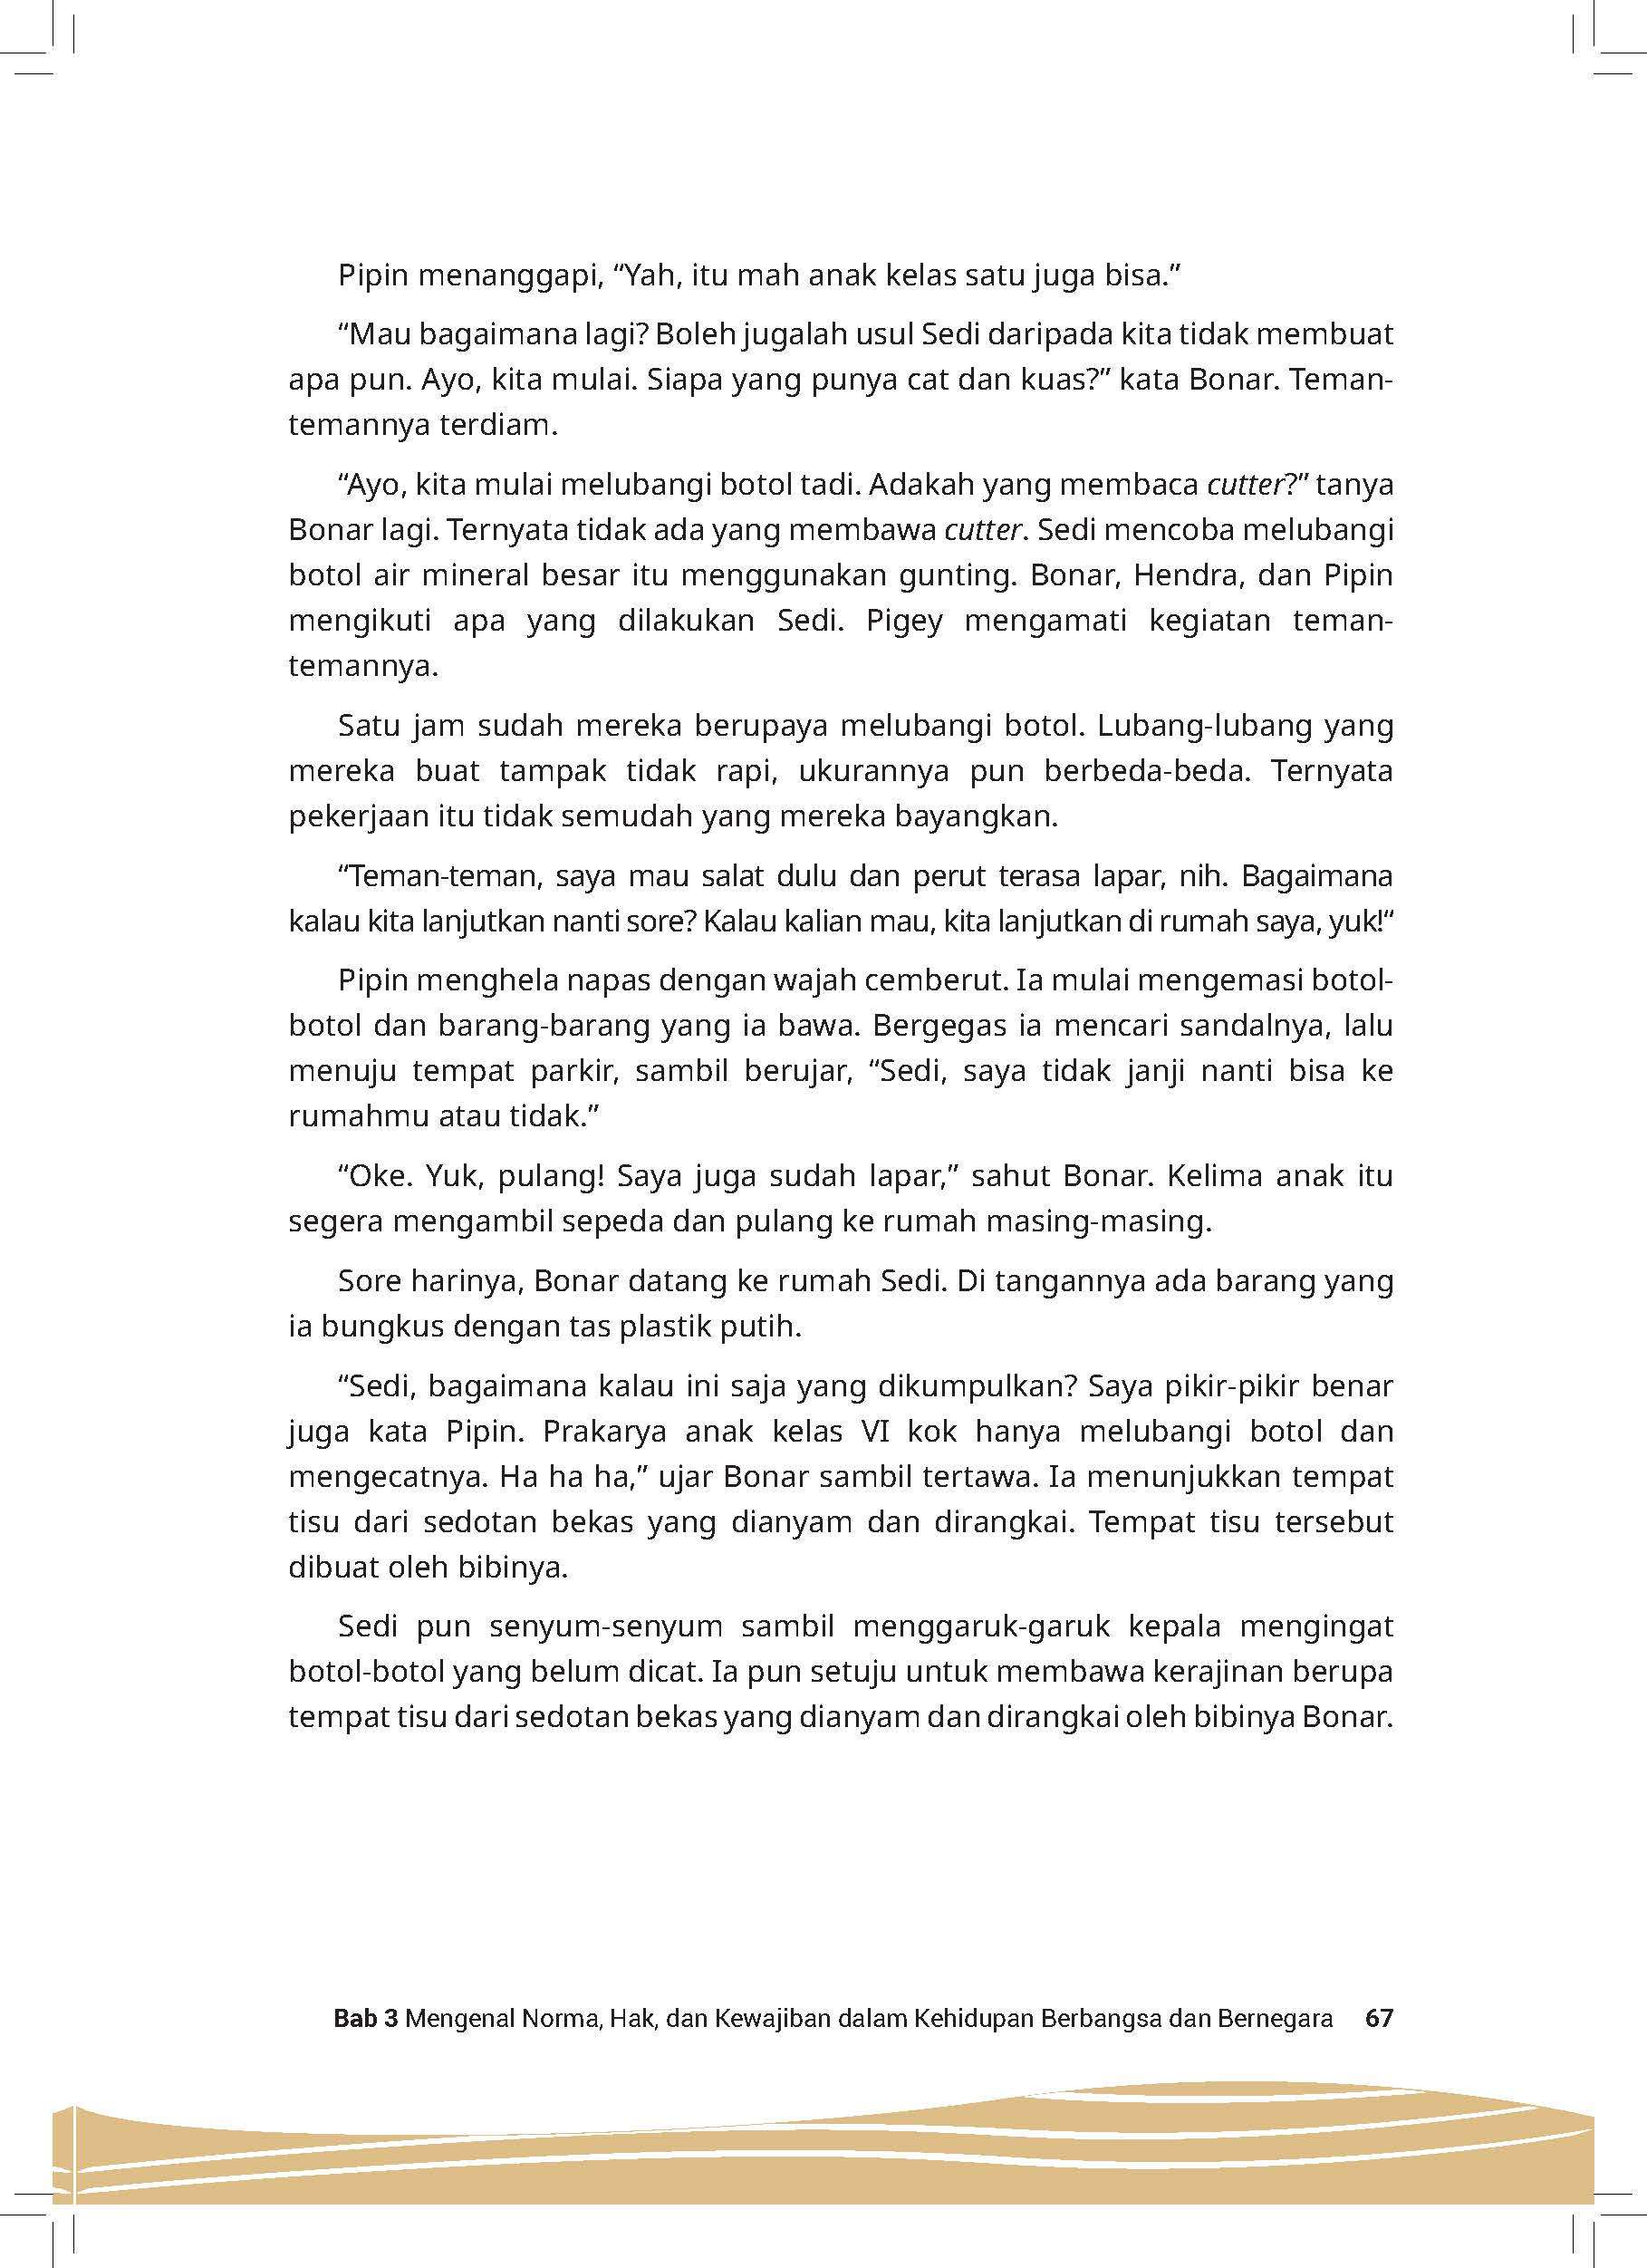 Pipin menanggapi, “Yah, itu mah anak kelas satu juga bisa.”
“Mau bagaimana lagi? Boleh jugalah usul Sedi daripada kita tidak membuat
apa pun. Ayo, kita mulai. Siapa yang punya cat dan kuas?” kata Bonar. Teman-
temannya terdiam.
“Ayo, kita mulai melubangi botol tadi. Adakah yang membaca cutter?” tanya
Bonar lagi. Ternyata tidak ada yang membawa cutter. Sedi mencoba melubangi
botol air mineral besar itu menggunakan gunting. Bonar, Hendra, dan Pipin
mengikuti apa yang dilakukan Sedi. Pigey mengamati kegiatan teman-
temannya.
Satu jam sudah mereka berupaya melubangi botol. Lubang-lubang yang
mereka buat tampak tidak rapi, ukurannya pun berbeda-beda. Ternyata
pekerjaan itu tidak semudah yang mereka bayangkan.
“Teman-teman, saya mau salat dulu dan perut terasa lapar, nih. Bagaimana
kalau kita lanjutkan nanti sore? Kalau kalian mau, kita lanjutkan di rumah saya, yuk!“
Pipin menghela napas dengan wajah cemberut. Ia mulai mengemasi botol-
botol dan barang-barang yang ia bawa. Bergegas ia mencari sandalnya, lalu
menuju tempat parkir, sambil berujar, “Sedi, saya tidak janji nanti bisa ke
rumahmu atau tidak.”
“Oke. Yuk, pulang! Saya juga sudah lapar,” sahut Bonar. Kelima anak itu
segera mengambil sepeda dan pulang ke rumah masing-masing.
Sore harinya, Bonar datang ke rumah Sedi. Di tangannya ada barang yang
ia bungkus dengan tas plastik putih.
“Sedi, bagaimana kalau ini saja yang dikumpulkan? Saya pikir-pikir benar
juga kata Pipin. Prakarya anak kelas VI kok hanya melubangi botol dan
mengecatnya. Ha ha ha,” ujar Bonar sambil tertawa. Ia menunjukkan tempat
tisu dari sedotan bekas yang dianyam dan dirangkai. Tempat tisu tersebut
dibuat oleh bibinya.
Sedi pun senyum-senyum sambil menggaruk-garuk kepala mengingat
botol-botol yang belum dicat. Ia pun setuju untuk membawa kerajinan berupa
tempat tisu dari sedotan bekas yang dianyam dan dirangkai oleh bibinya Bonar.
Bab 3 Mengenal Norma, Hak, dan Kewajiban dalam Kehidupan Berbangsa dan Bernegara 67